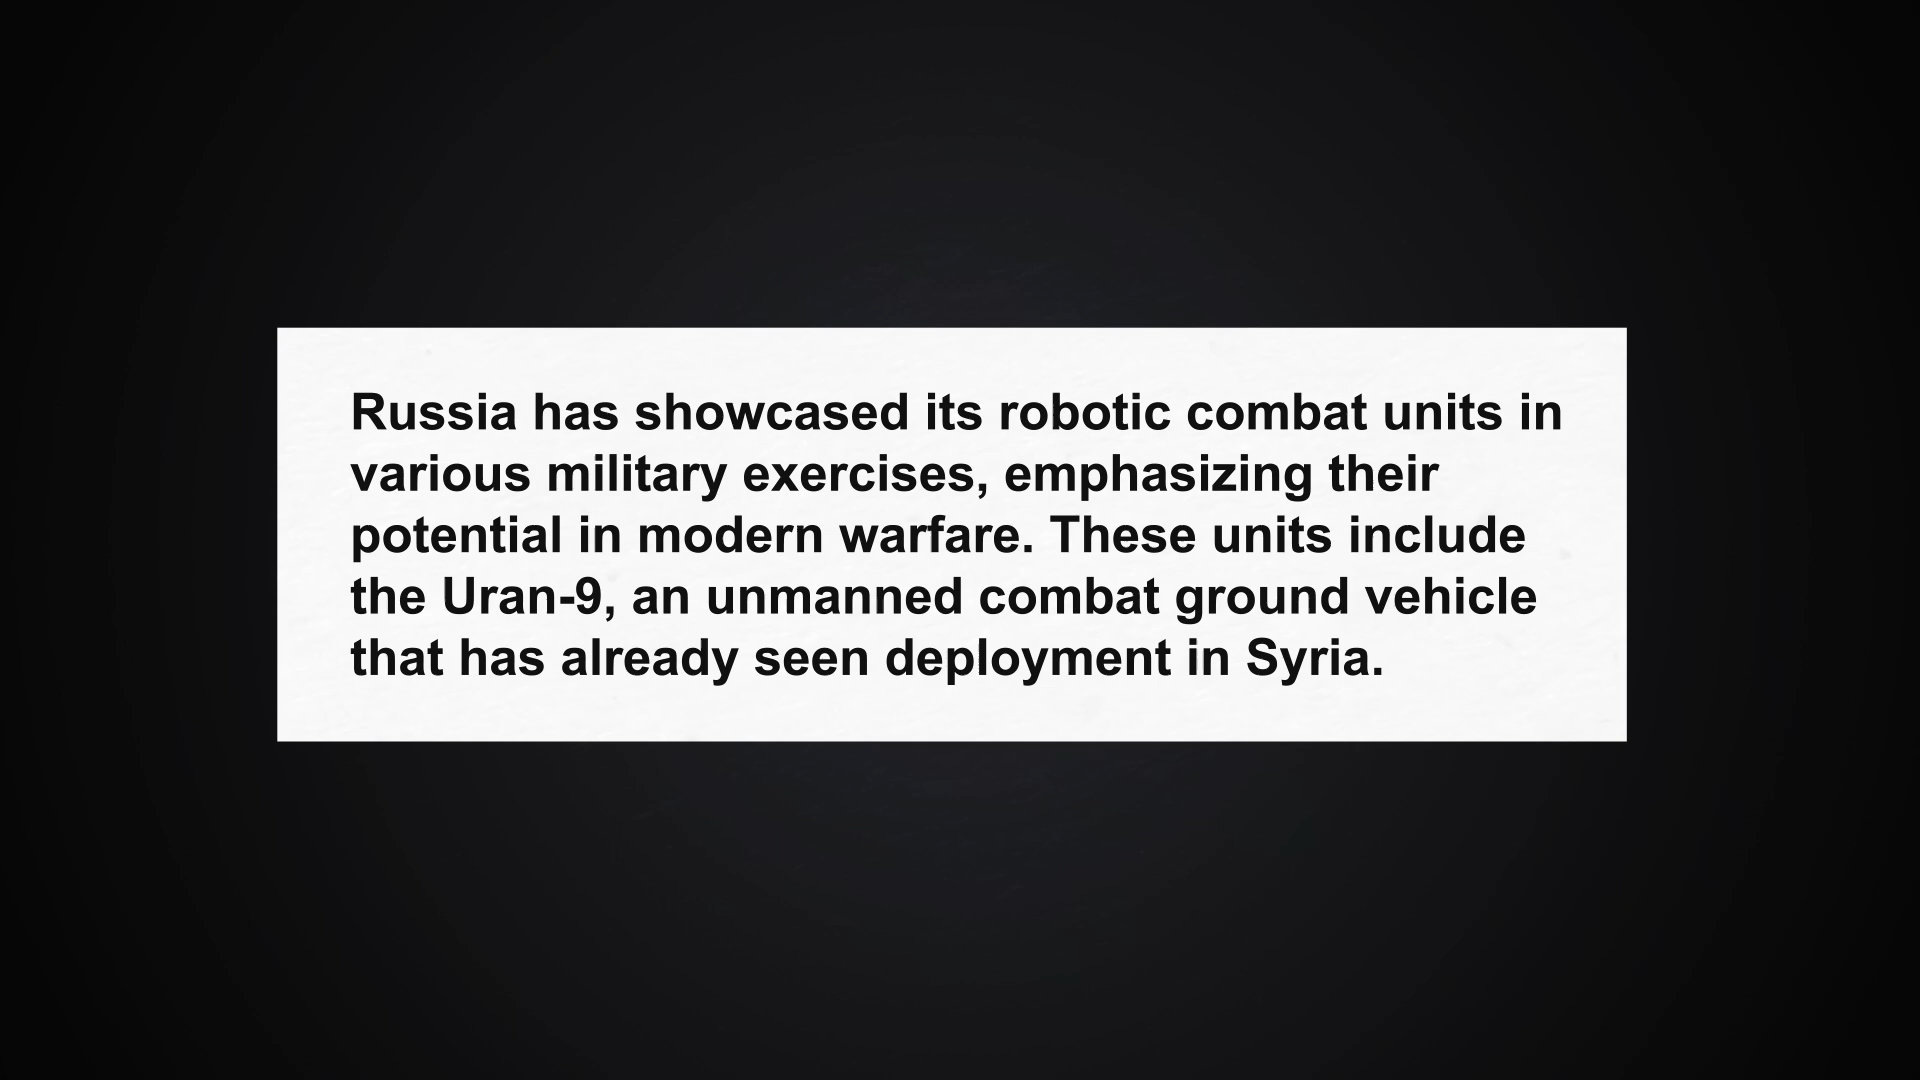 Russia has showcased its robotic combat units in
various military exercises, emphasizing their
potential in modern warfare. These units include
the Uran-9, an unmanned combat ground vehicle
that has already seen deployment in Syria.